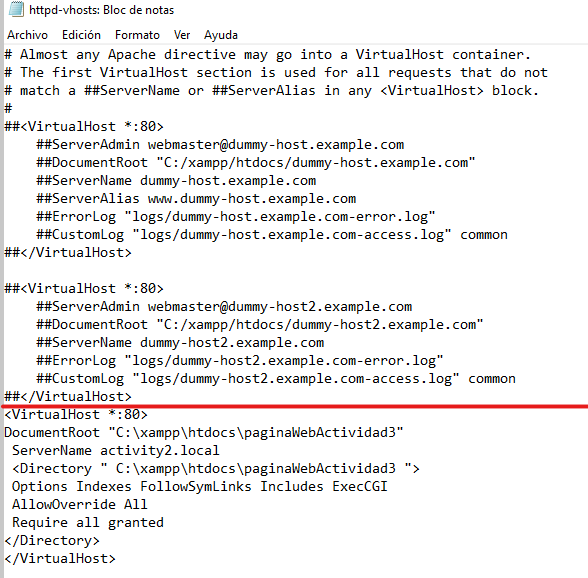 httpd-vhosts: Bloc de notas
Archivo Edición Formato Ver Ayuda
# Almost any Apache directive may go into a VirtualHost container.
# The first VirtualHost section is used for all requests that do not
# match a ##ServerName or ##ServerAlias in any <VirtualHost> block.
#
##<VirtualHost *:80>
    ##ServerAdmin webmaster@dummy-host.example.com
    ##DocumentRoot "C:/xampp/htdocs/dummy-host.example.com"
    ##ServerName dummy-host.example.com
    ##ServerAlias www.dummy-host.example.com
    ##ErrorLog "logs/dummy-host.example.com-error.log"
    ##CustomLog "logs/dummy-host.example.com-access.log" common
##</VirtualHost>

##<VirtualHost *:80>
    ##ServerAdmin webmaster@dummy-host2.example.com
    ##DocumentRoot "C:/xampp/htdocs/dummy-host2.example.com"
    ##ServerName dummy-host2.example.com
    ##ErrorLog "logs/dummy-host2.example.com-error.log"
    ##CustomLog "logs/dummy-host2.example.com-access.log" common
##</VirtualHost>
<VirtualHost *:80>
DocumentRoot "C:\xampp\htdocs\paginaWebActividad3"
 ServerName activity2.local
 <Directory " C:\xampp\htdocs\paginaWebActividad3 ">
 Options Indexes FollowSymLinks Includes ExecCGI
 AllowOverride All
 Require all granted
</Directory>
</VirtualHost>